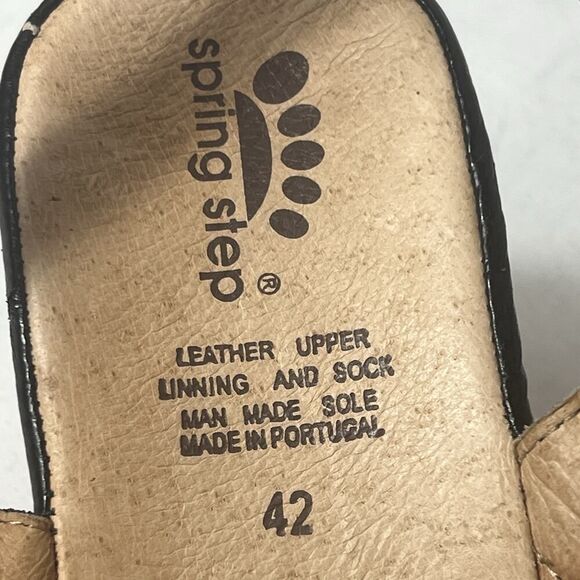 spring step ®
LEATHER UPPER
LINNING AND SOCK
MAN MADE SOLE
MADE IN PORTUGAL
42